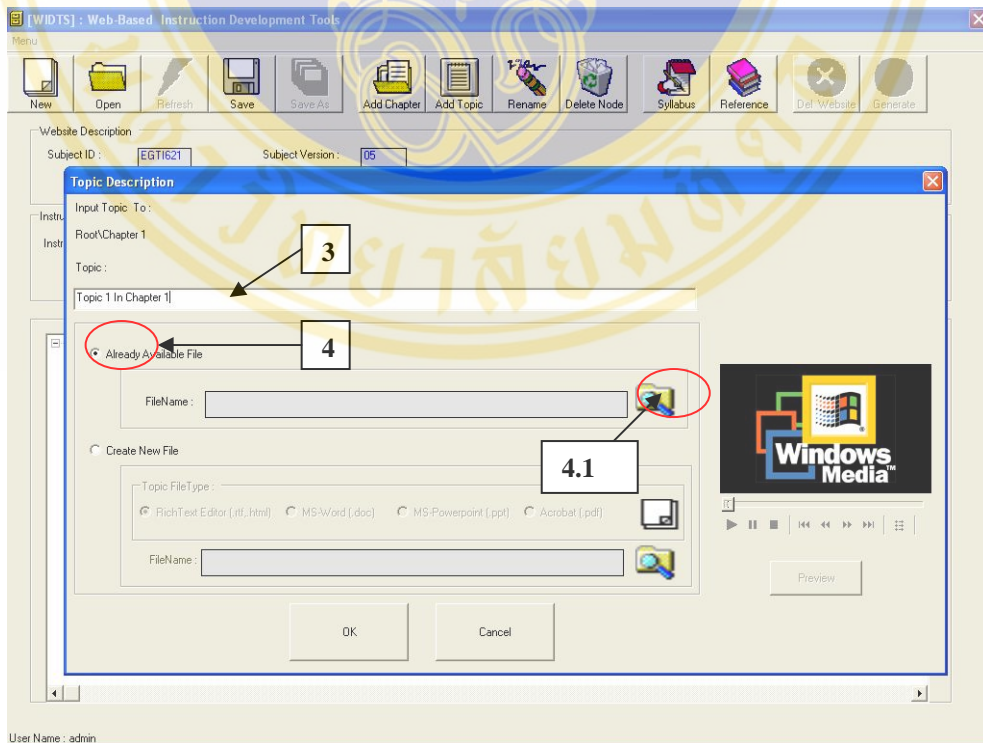 [WIDTS] : Web-Based Instruction Development Tools
Menu
New Open Refresh Save Save As Add Chapter Add Topic Rename Delete Node Syllabus Reference Del. Website Generate
Website Description
Subject ID : EGTI621 Subject Version : 05
Topic Description
Input Topic To :
Instru
Root\Chapter 1
Instr
3
Topic :
Topic 1 In Chapter 1
4
Already Available File
FileName :
4.1
Create New File
Topic FileType :
RichText Editor (.rtf,.html) MS-Word (.doc) MS-Powerpoint (.ppt) Acrobat (.pdf)
FileName :
Windows
Media™
Preview
OK Cancel
User Name : admin